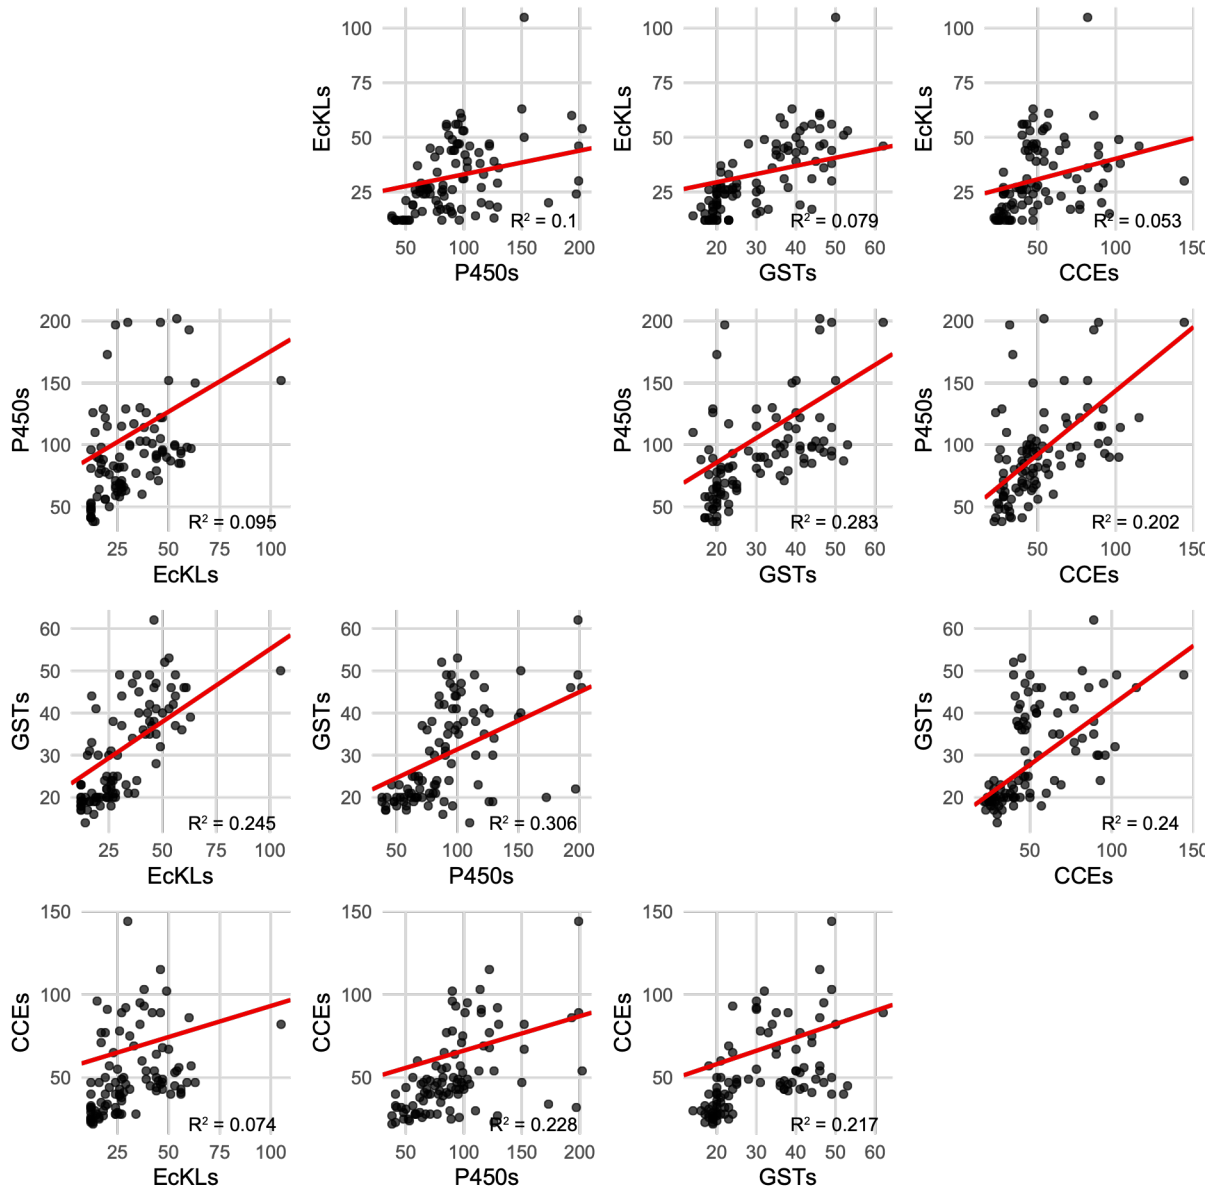 100
75
50
25
EcKLs
R² = 0.1
50 100 150 200
P450s
100
75
50
25
EcKLs
R² = 0.079
20 30 40 50 60
GSTs
100
75
50
25
EcKLs
R² = 0.053
50 100 150
CCEs
200
150
100
50
P450s
R² = 0.095
25 50 75 100
EcKLs
200
150
100
50
P450s
R² = 0.283
20 30 40 50 60
GSTs
200
150
100
50
P450s
R² = 0.202
50 100 150
CCEs
60
50
40
30
20
GSTs
R² = 0.245
25 50 75 100
EcKLs
60
50
40
30
20
GSTs
R² = 0.306
50 100 150 200
P450s
60
50
40
30
20
GSTs
R² = 0.24
50 100 150
CCEs
150
100
50
CCEs
R² = 0.074
25 50 75 100
EcKLs
150
100
50
CCEs
R² = 0.228
50 100 150 200
P450s
150
100
50
CCEs
R² = 0.217
20 30 40 50 60
GSTs